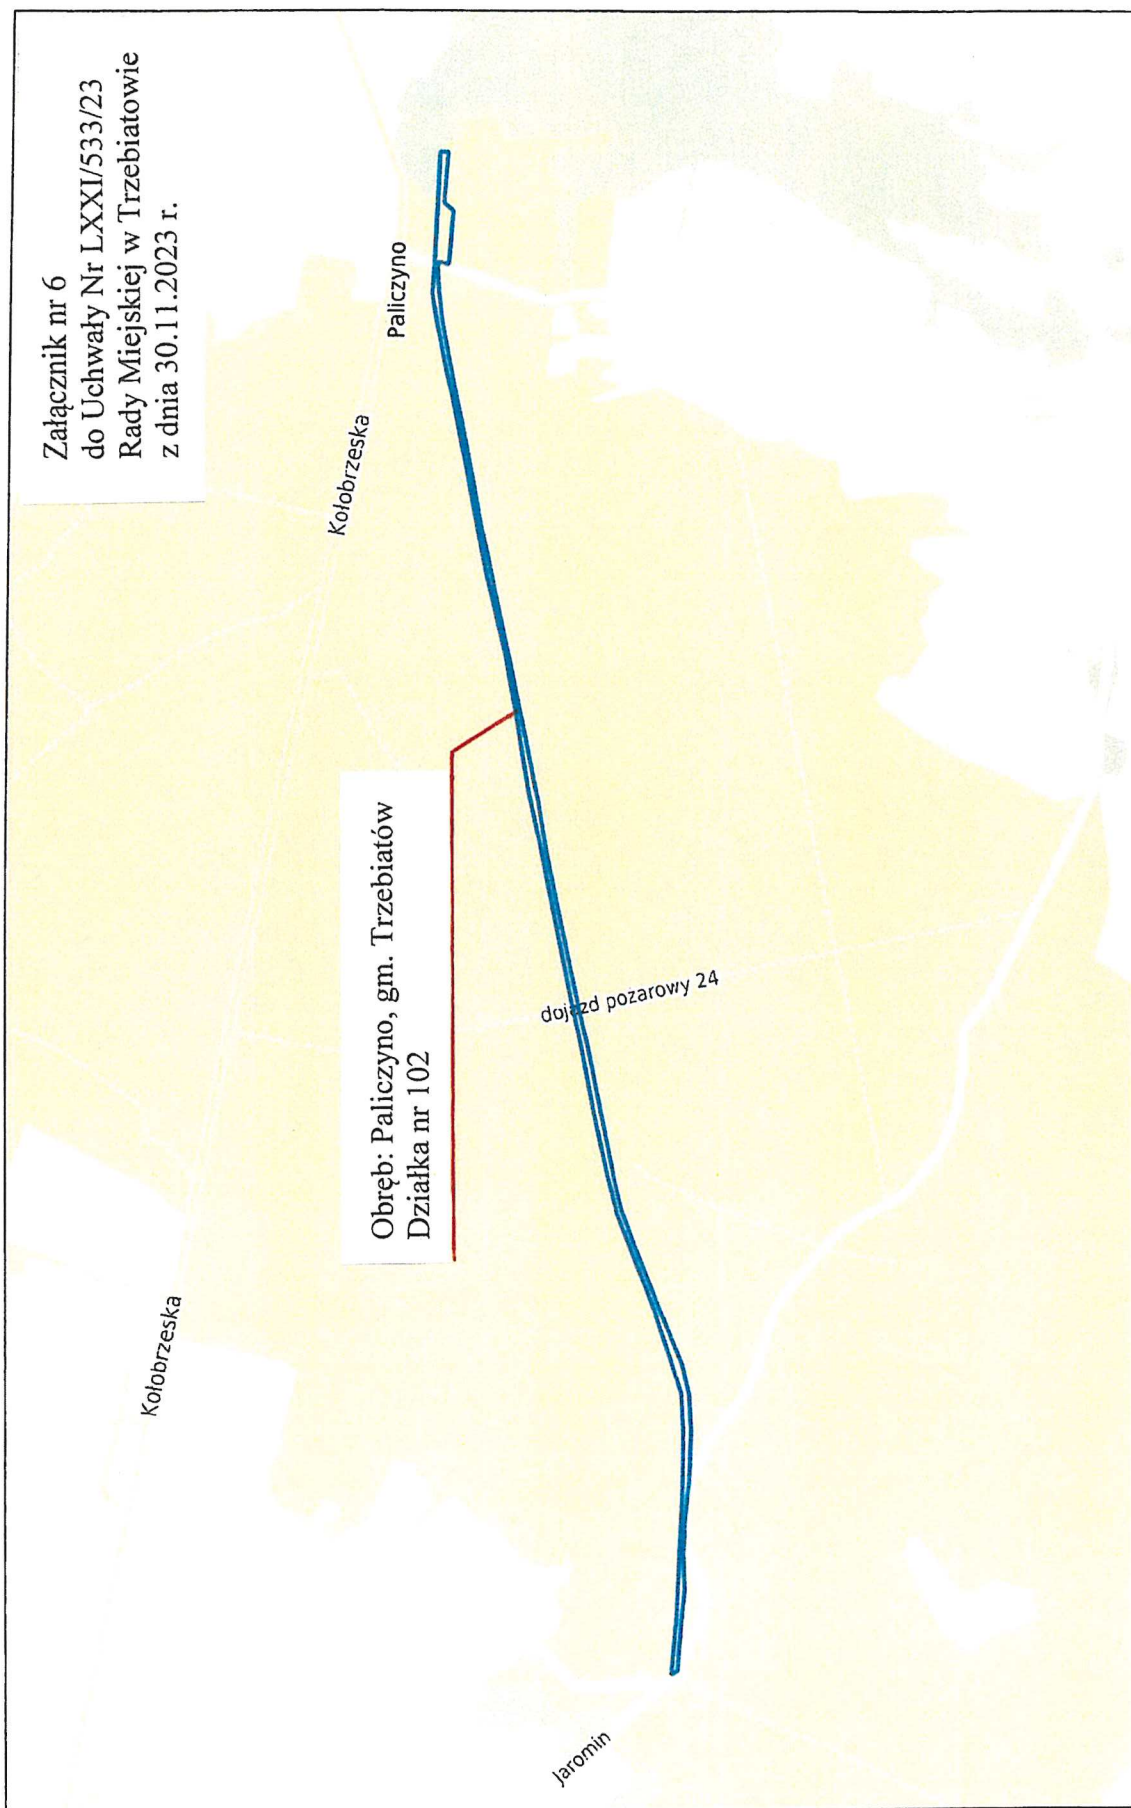 Załącznik nr 6
do Uchwały Nr LXXI/533/23
Rady Miejskiej w Trzebiatowie
z dnia 30.11.2023 r.
Kołobrzeska
Paliczyno
Kołobrzeska
Obręb: Paliczyno, gm. Trzebiatów
Działka nr 102
dojazd pożarowy 24
Jaromin